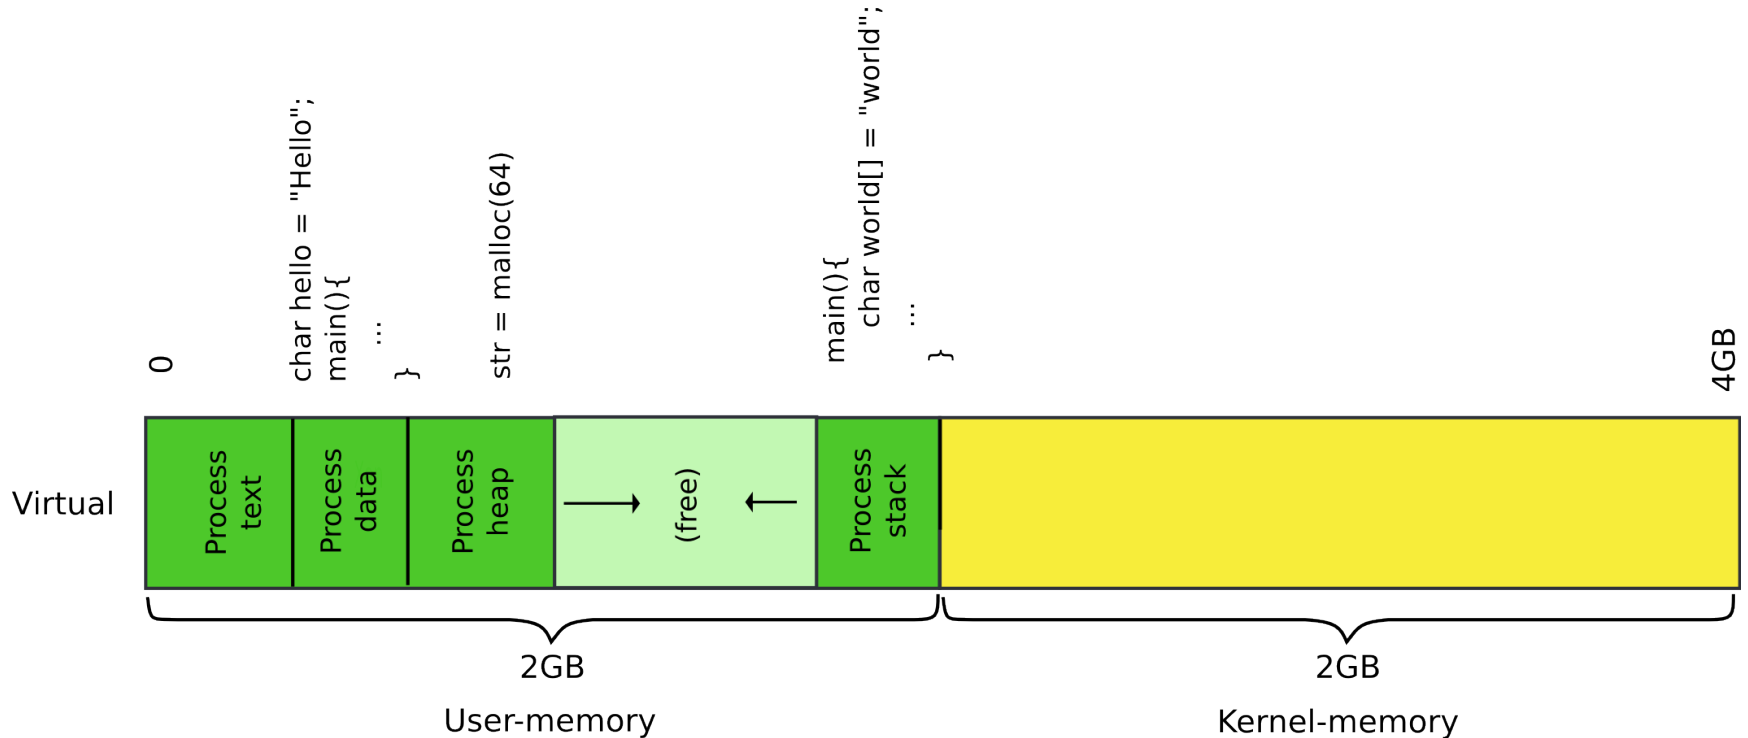 0
char hello = "Hello";
main(){
...
}
str = malloc(64)
main(){
char world[] = "world";
...
}
4GB
Virtual
Process
text
Process
data
Process
heap
(free)
Process
stack
2GB
2GB
User-memory
Kernel-memory